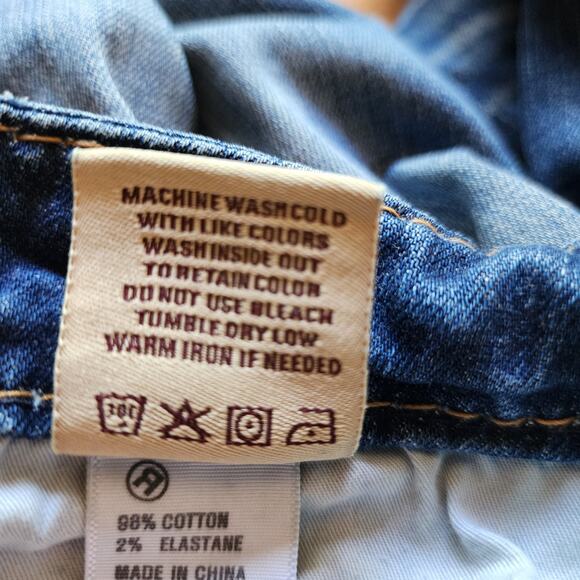 MACHINE WASH COLD
WITH LIKE COLORS
WASH INSIDE OUT
TO RETAIN COLOR
DO NOT USE BLEACH
TUMBLE DRY LOW
WARM IRON IF NEEDED
30°
R
98% COTTON
2% ELASTANE
MADE IN CHINA